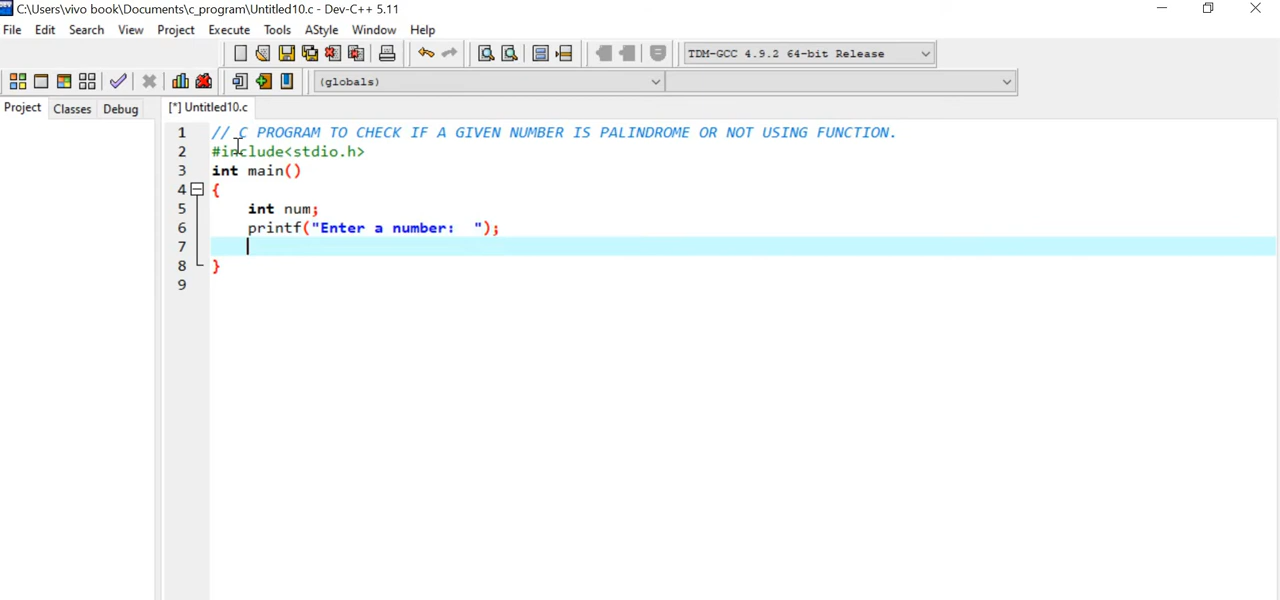 C:\Users\vivo book\Documents\c_program\Untitled10.c - Dev-C++ 5.11
File Edit Search View Project Execute Tools AStyle Window Help
TDM-GCC 4.9.2 64-bit Release
(globals)
Project Classes Debug [*] Untitled10.c
1 // C PROGRAM TO CHECK IF A GIVEN NUMBER IS PALINDROME OR NOT USING FUNCTION.
2 #include<stdio.h>
3 int main()
4 {
5 int num;
6 printf("Enter a number:  ");
7
8 }
9